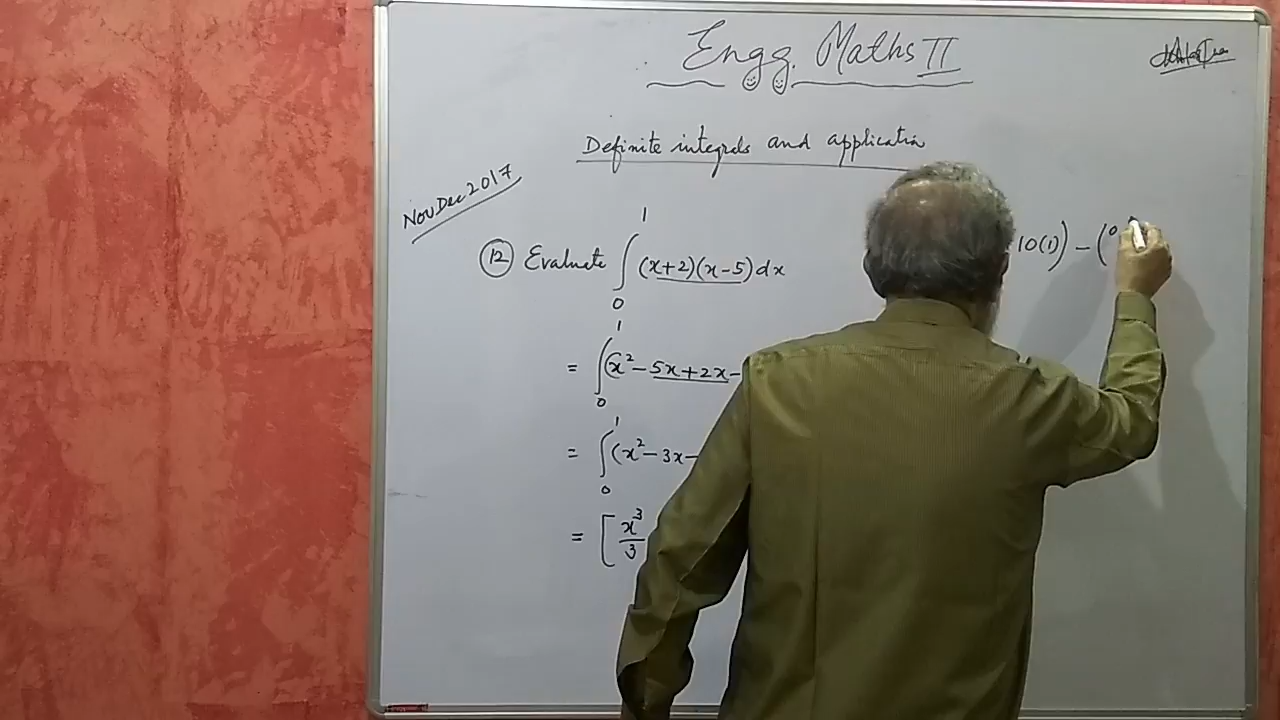 Engg. Maths II
Definite integrals and applicatin
Nov Dec 2017
(12) Evaluate ∫₀¹ (x+2)(x-5) dx
= ∫₀¹ (x² - 5x + 2x -
= ∫₀¹ (x² - 3x -
= [ x³/3
10(1)) - (0